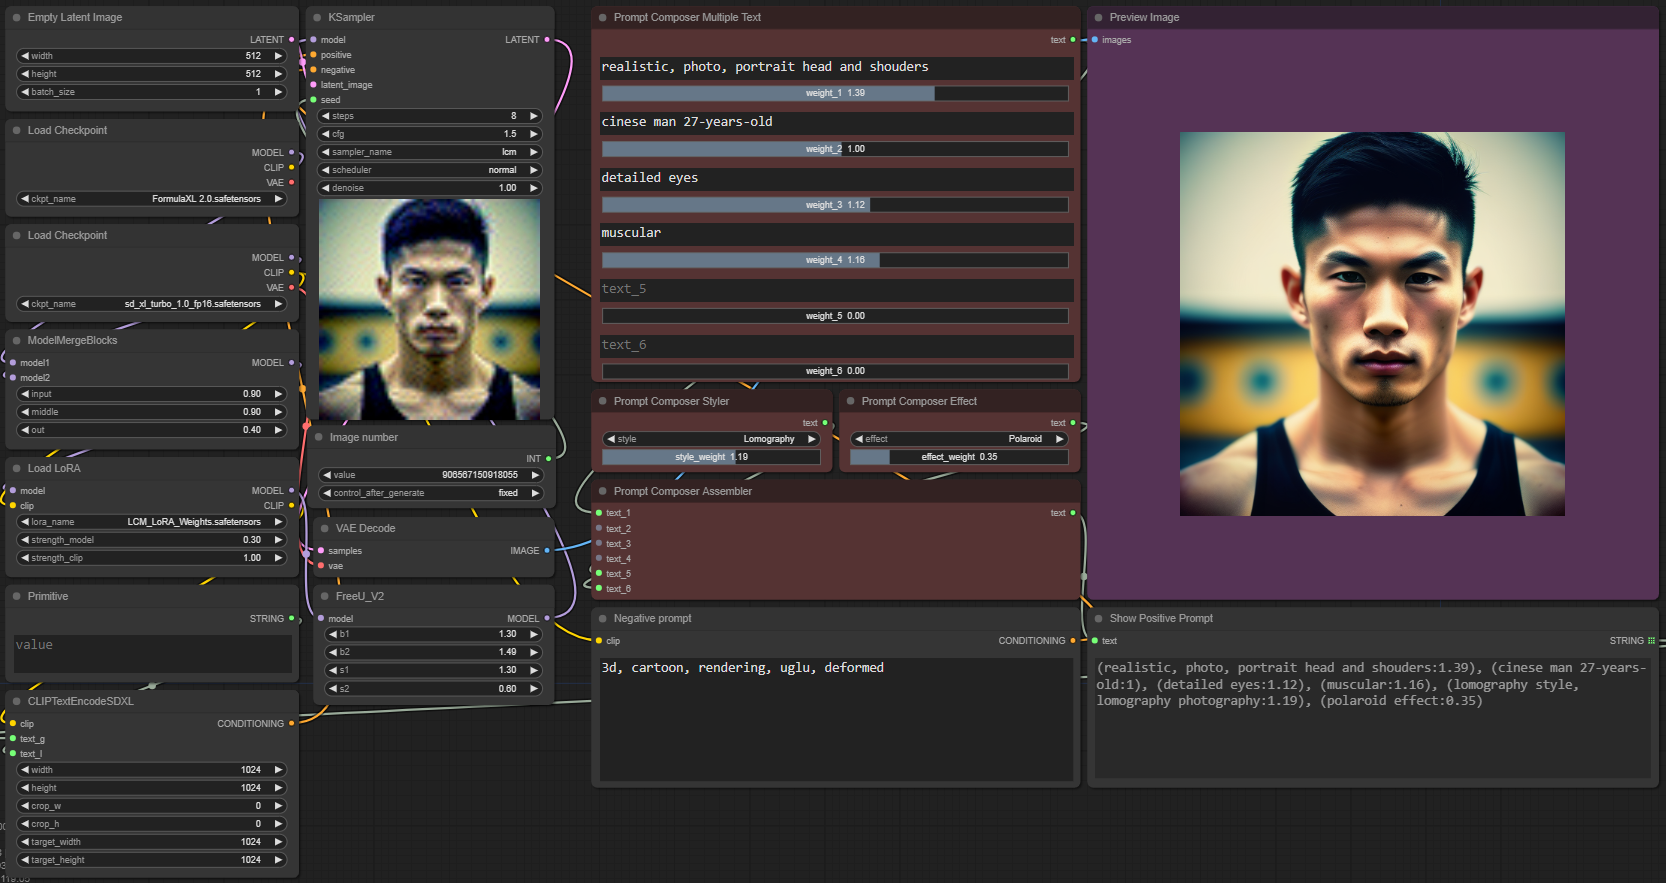 Empty Latent Image
LATENT
width 512
height 512
batch_size 1
Load Checkpoint
MODEL
CLIP
VAE
ckpt_name FormulaXL 2.0.safetensors
Load Checkpoint
MODEL
CLIP
VAE
ckpt_name sd_xl_turbo_1.0_fp16.safetensors
ModelMergeBlocks
model1 MODEL
model2
input 0.90
middle 0.90
out 0.40
Load LoRA
model MODEL
clip CLIP
lora_name LCM_LoRA_Weights.safetensors
strength_model 0.30
strength_clip 1.00
Primitive
STRING
value
CLIPTextEncodeSDXL
clip CONDITIONING
text_g
text_l
width 1024
height 1024
crop_w 0
crop_h 0
target_width 1024
target_height 1024
KSampler
model LATENT
positive
negative
latent_image
seed
steps 8
cfg 1.5
sampler_name lcm
scheduler normal
denoise 1.00
Image number
INT
value 906567150918055
control_after_generate fixed
VAE Decode
samples IMAGE
vae
FreeU_V2
model MODEL
b1 1.30
b2 1.49
s1 1.30
s2 0.60
Prompt Composer Multiple Text
text
realistic, photo, portrait head and shouders
weight_1 1.39
cinese man 27-years-old
weight_2 1.00
detailed eyes
weight_3 1.12
muscular
weight_4 1.16
text_5
weight_5 0.00
text_6
weight_6 0.00
Prompt Composer Styler
text
style Lomography
style_weight 1.19
Prompt Composer Effect
text
effect Polaroid
effect_weight 0.35
Prompt Composer Assembler
text_1 text
text_2
text_3
text_4
text_5
text_6
Negative prompt
clip CONDITIONING
3d, cartoon, rendering, uglu, deformed
Preview Image
images
Show Positive Prompt
text STRING
(realistic, photo, portrait head and shouders:1.39), (cinese man 27-years-
old:1), (detailed eyes:1.12), (muscular:1.16), (lomography style,
lomography photography:1.19), (polaroid effect:0.35)